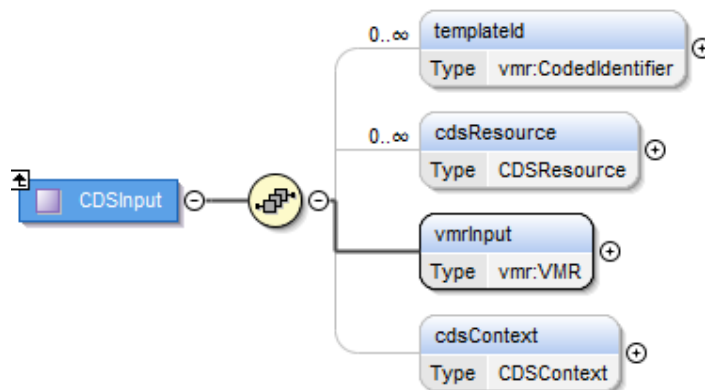 0..∞
templateId
Type vmr:CodedIdentifier
0..∞
cdsResource
Type CDSResource
CDSInput
vmrInput
Type vmr:VMR
cdsContext
Type CDSContext